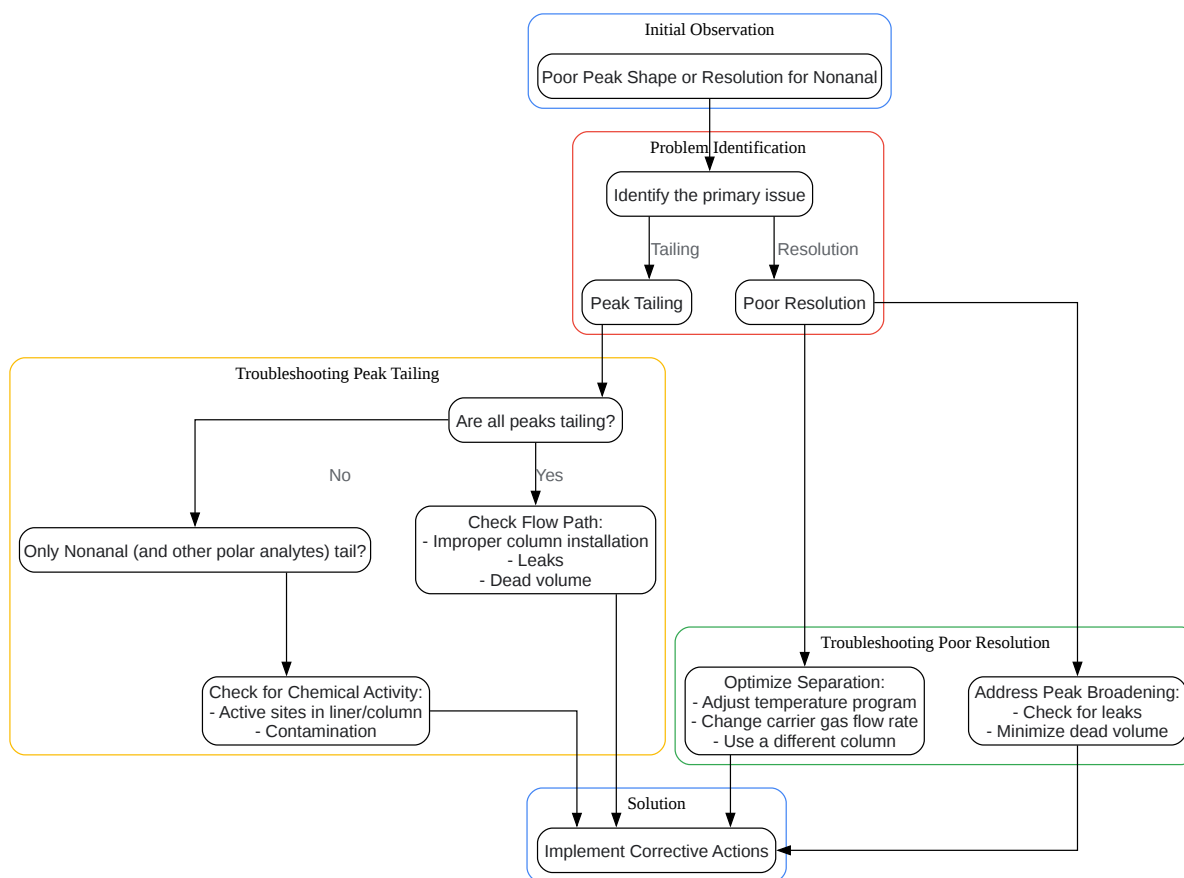 Initial Observation
Poor Peak Shape or Resolution for Nonanal
Problem Identification
Identify the primary issue
Tailing
Resolution
Peak Tailing
Poor Resolution
Troubleshooting Peak Tailing
Are all peaks tailing?
No
Yes
Check Flow Path:
- Improper column installation
- Leaks
- Dead volume
Only Nonanal (and other polar analytes) tail?
Check for Chemical Activity:
- Active sites in liner/column
- Contamination
Troubleshooting Poor Resolution
Optimize Separation:
- Adjust temperature program
- Change carrier gas flow rate
- Use a different column
Address Peak Broadening:
- Check for leaks
- Minimize dead volume
Solution
Implement Corrective Actions